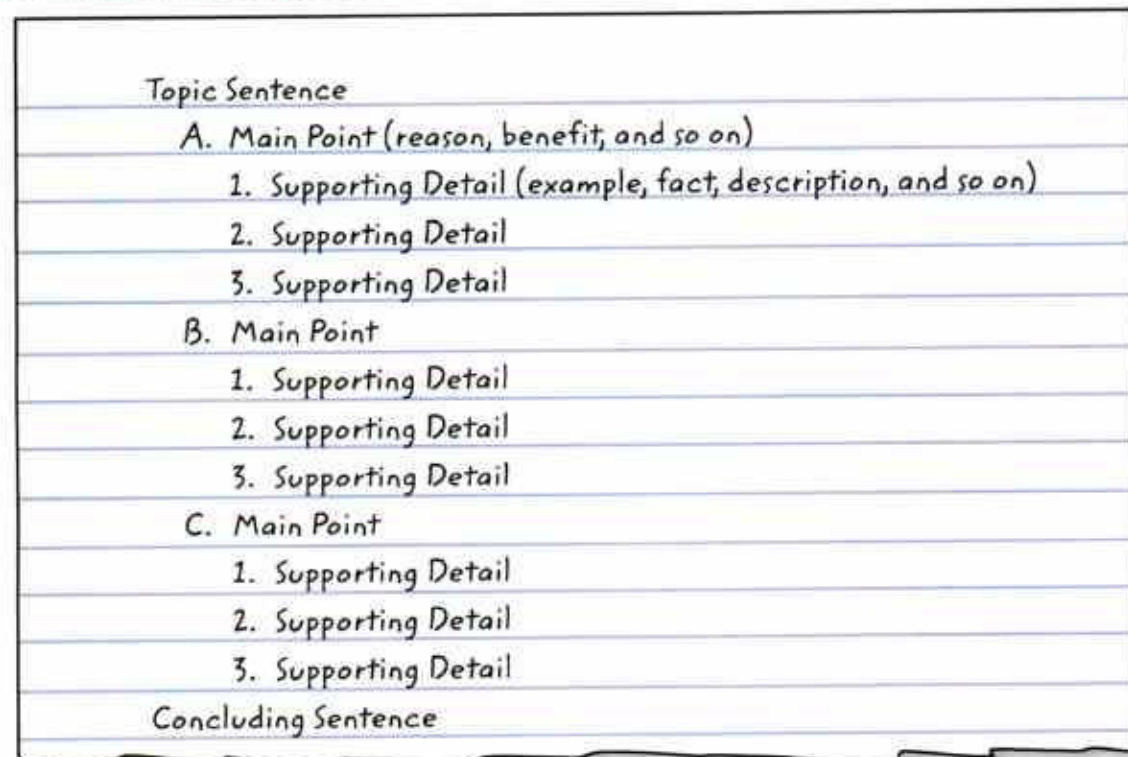 Topic Sentence
A. Main Point (reason, benefit, and so on)
1. Supporting Detail (example, fact, description, and so on)
2. Supporting Detail
3. Supporting Detail
B. Main Point
1. Supporting Detail
2. Supporting Detail
3. Supporting Detail
C. Main Point
1. Supporting Detail
2. Supporting Detail
3. Supporting Detail
Concluding Sentence